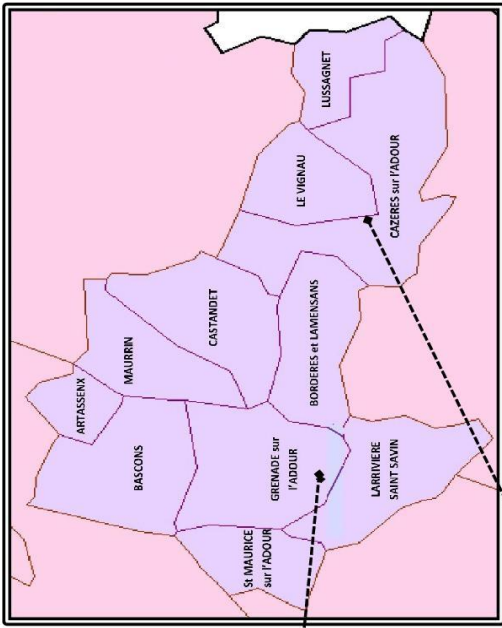 ARTASSENX
MAURRIN
BASCONS
CASTANDET
LE VIGNAU
LUSSAGNET
GRENADE sur
l'ADOUR
BORDERES et LAMENSANS
CAZERES sur l'ADOUR
St MAURICE
sur l'ADOUR
LARRIVIERE
SAINT SAVIN